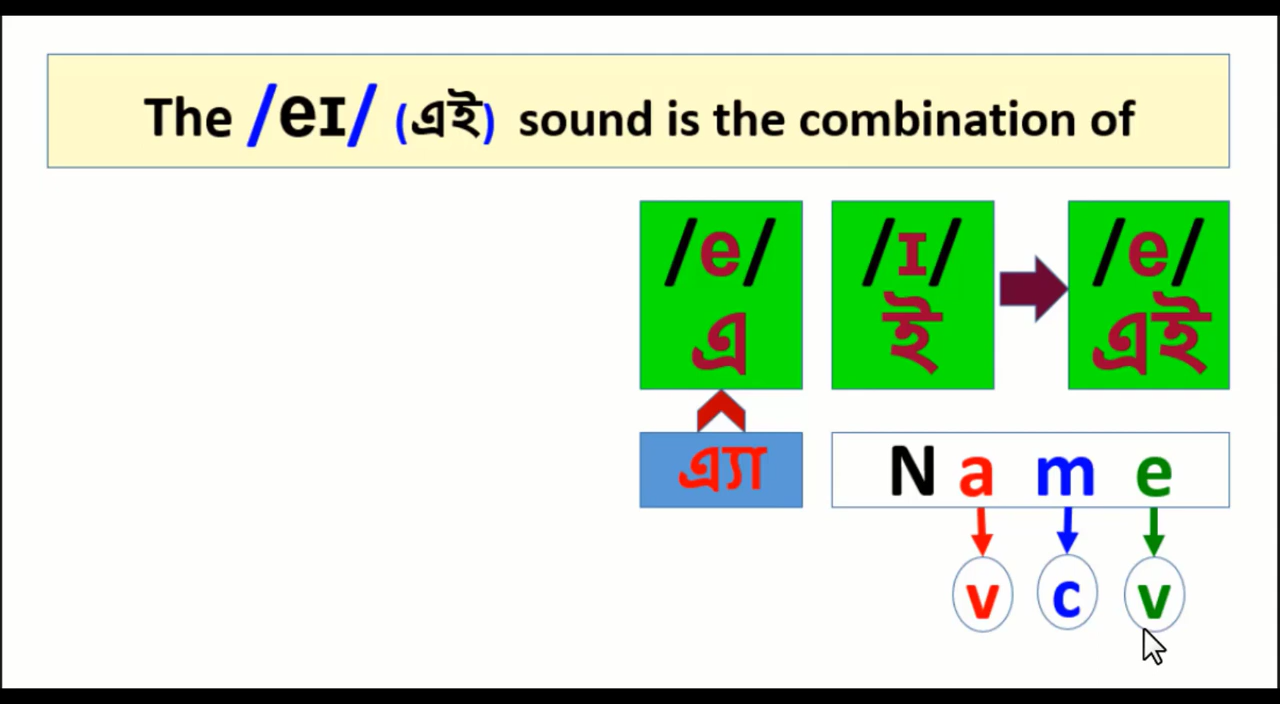 The /eɪ/ (এই) sound is the combination of
/e/ /ɪ/ /e/
এ ই এই
এ্যা N a m e
v c v